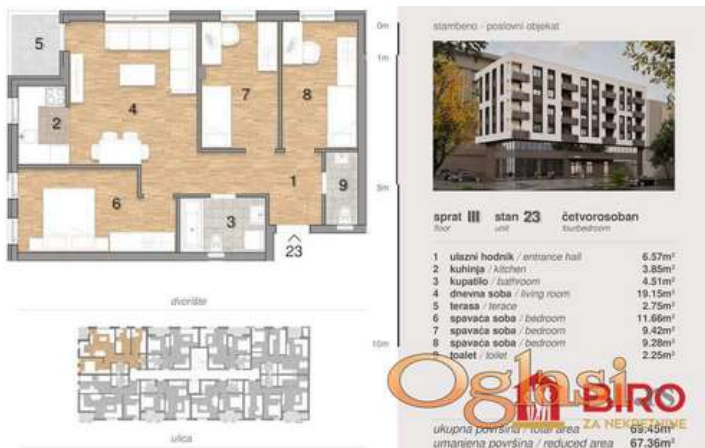 5
2
4
7
8
6
3
1
9
23
dvorište
ulica
0m
1m
5m
10m
stambeno - poslovni objekat
sprat III stan 23 četvorosoban
floor unit fourbedroom
1 ulazni hodnik / entrance hall 6.57m²
2 kuhinja / kitchen 3.85m²
3 kupatilo / bathroom 4.51m²
4 dnevna soba / living room 19.15m²
5 terasa / terace 2.75m²
6 spavaća soba / bedroom 11.66m²
7 spavaća soba / bedroom 9.42m²
8 spavaća soba / bedroom 9.28m²
9 toalet / toilet 2.25m²
Oglasi
BIRO
ZA NEKRETNINE
ukupna površina / total area 69.45m²
umanjena površina / reduced area 67.36m²